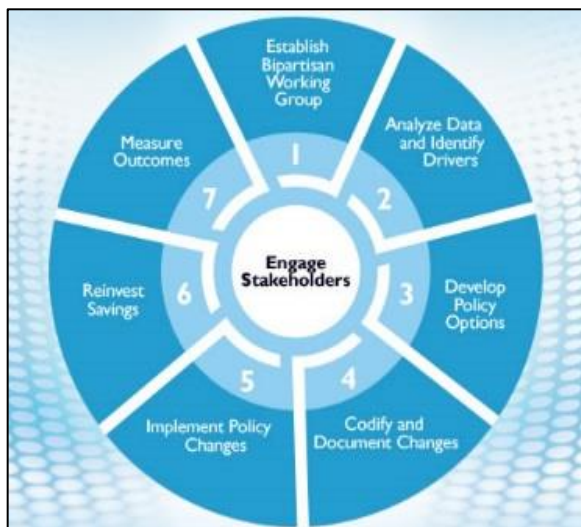 Establish
Bipartisan
Working
Group
1
Analyze Data
and Identify
Drivers
2
Develop
Policy
Options
3
Codify and
Document Changes
4
Implement Policy
Changes
5
Reinvest
Savings
6
Measure
Outcomes
7
Engage
Stakeholders